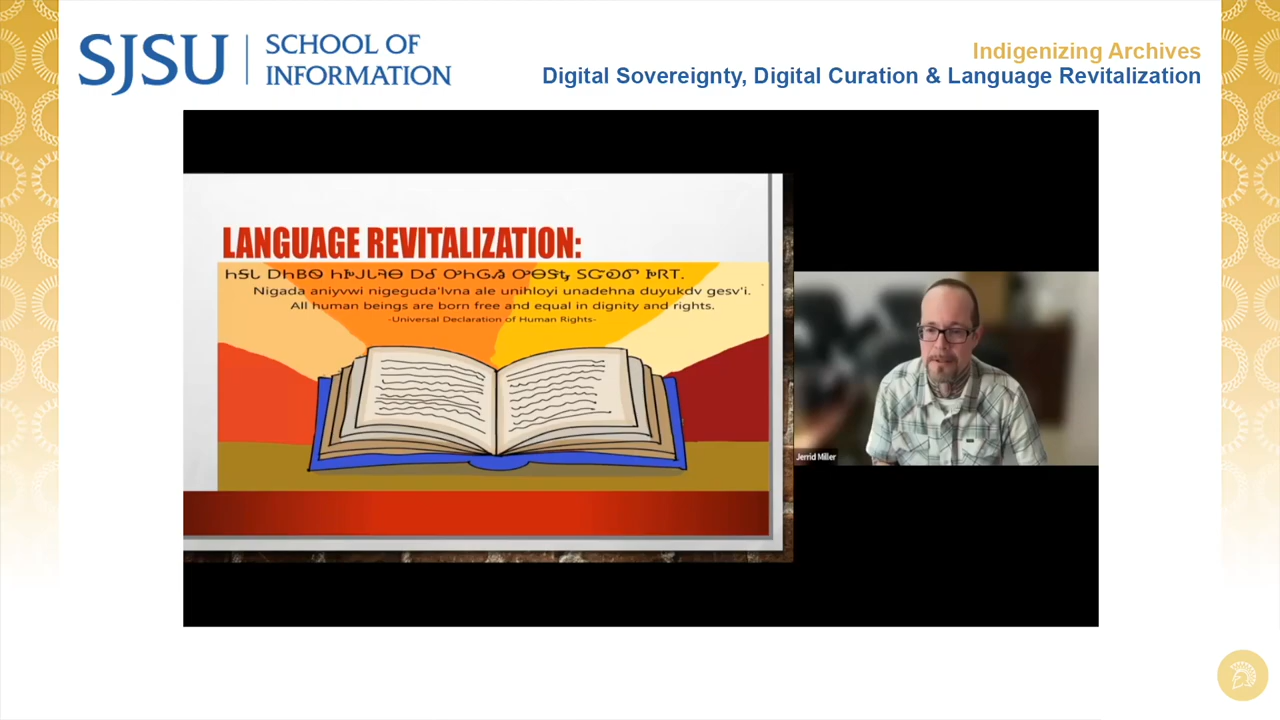 SJSU
SCHOOL OF
INFORMATION
Indigenizing Archives
Digital Sovereignty, Digital Curation & Language Revitalization
LANGUAGE REVITALIZATION:
ᏂᎦᏓ ᎠᏂᏴᏫ ᏂᎨᎫᏓᎸᎾ ᎠᎴ ᎤᏂᎶᏱ ᎤᎾᏕᎿ ᏚᏳᎧᏛ ᎨᏒᎢ.
Nigada aniyvwi nigeguda'lvna ale unihloyi unadehna duyukdv gesv'i.
All human beings are born free and equal in dignity and rights.
-Universal Declaration of Human Rights-
Jerrid Miller